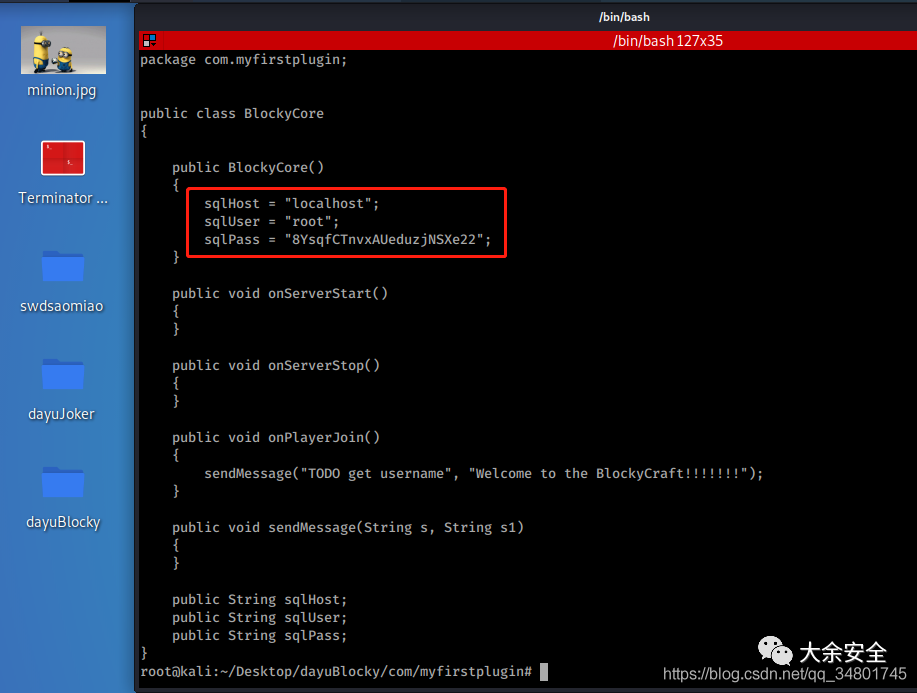 /bin/bash
/bin/bash 127x35
minion.jpg
Terminator ...
swdsaomiao
dayuJoker
dayuBlocky
package com.myfirstplugin;
public class BlockyCore
{
public BlockyCore()
{
sqlHost = "localhost";
sqlUser = "root";
sqlPass = "8YsqfCTnvxAUeduzjNSXe22";
}
public void onServerStart()
{
}
public void onServerStop()
{
}
public void onPlayerJoin()
{
sendMessage("TODO get username", "Welcome to the BlockyCraft!!!!!!!");
}
public void sendMessage(String s, String s1)
{
}
public String sqlHost;
public String sqlUser;
public String sqlPass;
}
root@kali:~/Desktop/dayuBlocky/com/myfirstplugin#
大余安全
https://blog.csdn.net/qq_34801745